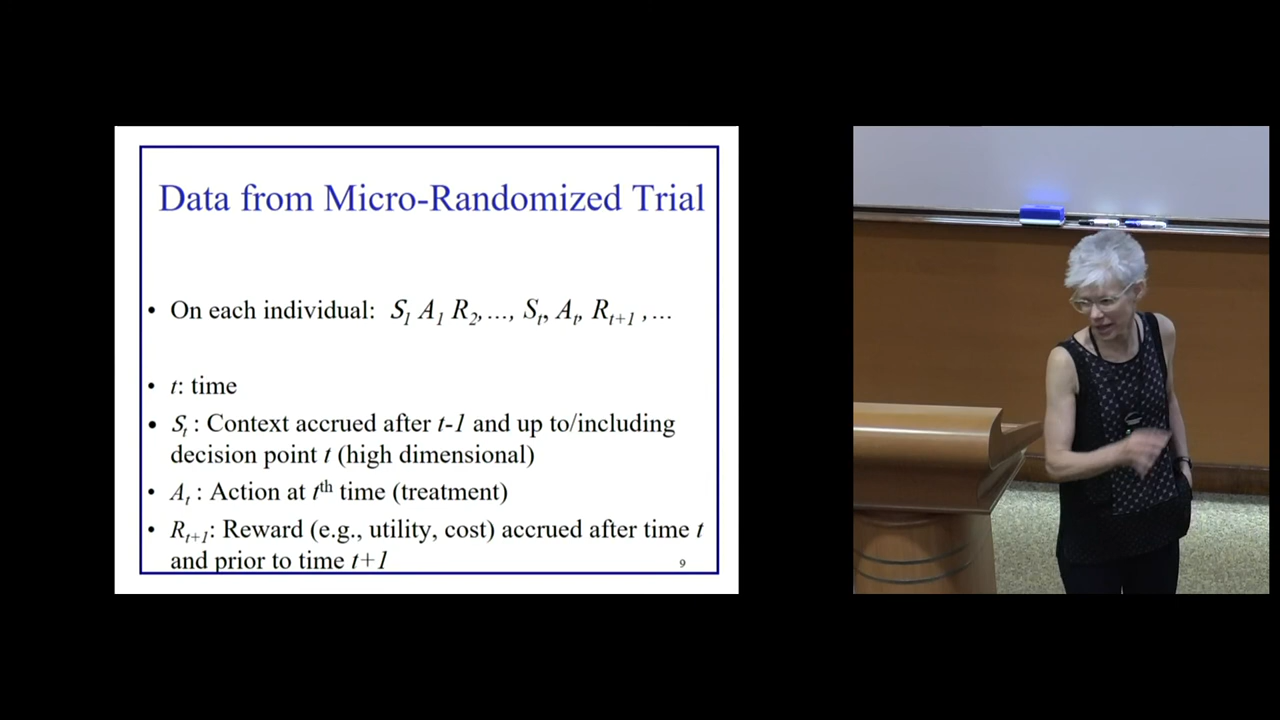 Data from Micro-Randomized Trial
• On each individual: S₁ A₁ R₂,…, Sₜ, Aₜ, Rₜ₊₁ ,…
• t: time
• Sₜ : Context accrued after t-1 and up to/including
decision point t (high dimensional)
• Aₜ : Action at tᵗʰ time (treatment)
• Rₜ₊₁: Reward (e.g., utility, cost) accrued after time t
and prior to time t+1
9